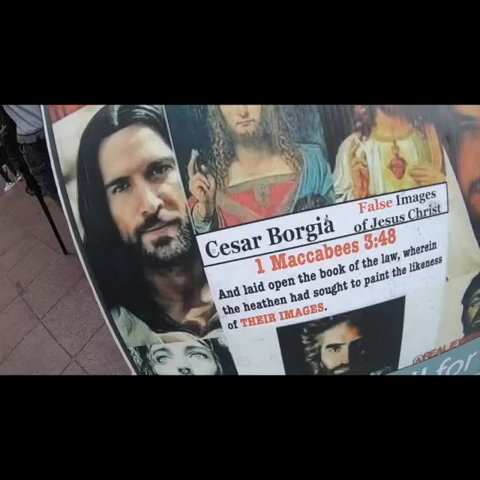 Cesar Borgia
False Images
of Jesus Christ
1 Maccabees 3:48
And laid open the book of the law, wherein
the heathen had sought to paint the likeness
of THEIR IMAGES.
for